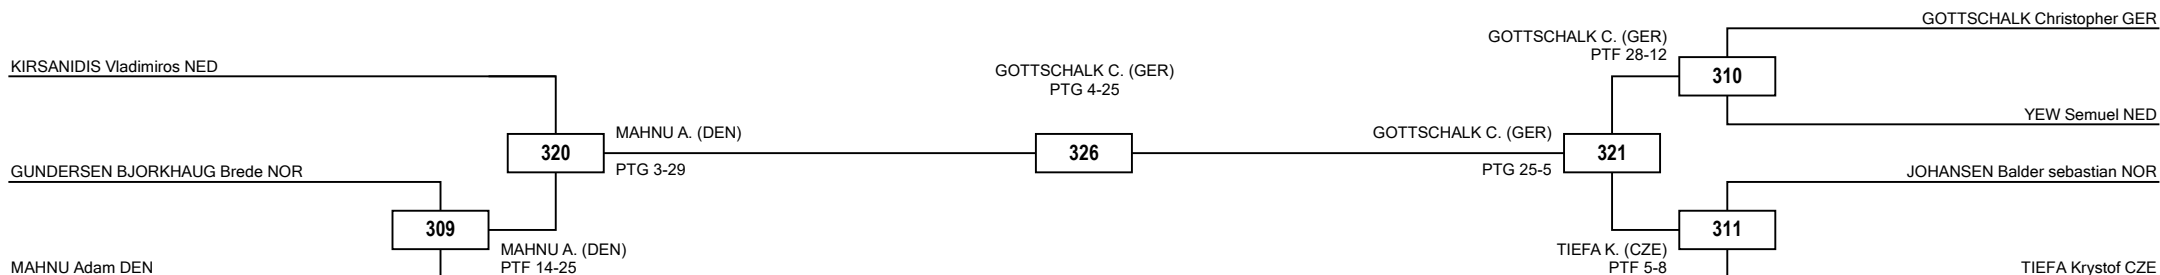 GOTTSCHALK Christopher GER
GOTTSCHALK C. (GER)
PTF 28-12
310
KIRSANIDIS Vladimiros NED
GOTTSCHALK C. (GER)
PTG 4-25
YEW Semuel NED
320
MAHNU A. (DEN)
PTG 3-29
326
GOTTSCHALK C. (GER)
PTG 25-5
321
GUNDERSEN BJORKHAUG Brede NOR
JOHANSEN Balder sebastian NOR
309
MAHNU A. (DEN)
PTF 14-25
311
TIEFA K. (CZE)
PTF 5-8
MAHNU Adam DEN
TIEFA Krystof CZE